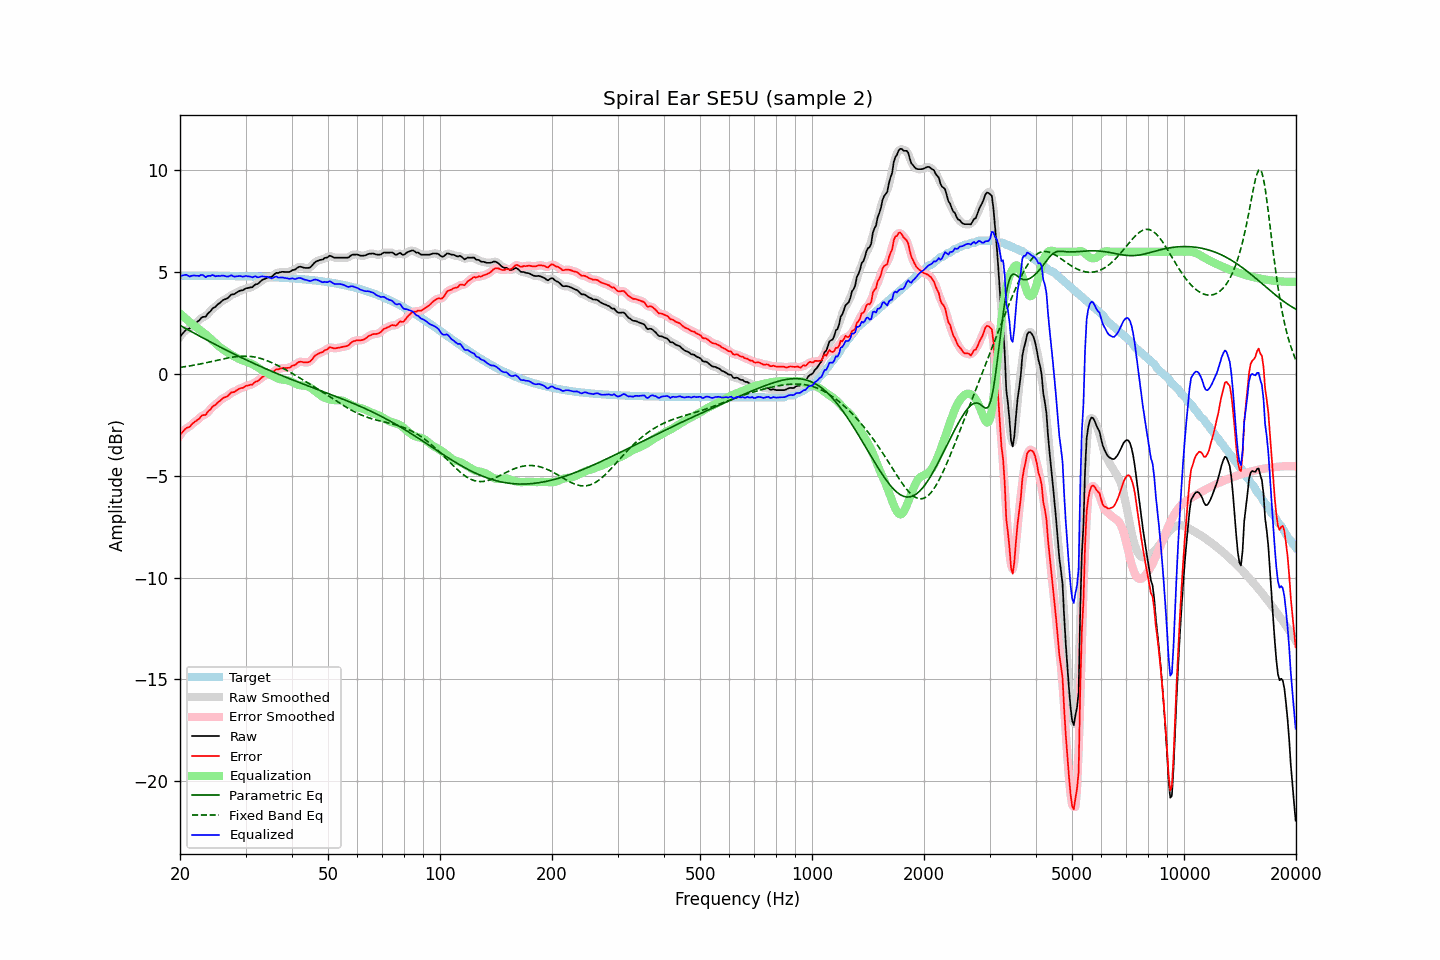 Spiral Ear SE5U (sample 2)
Amplitude (dBr)
10
5
0
−5
−10
−15
−20
Target
Raw Smoothed
Error Smoothed
Raw
Error
Equalization
Parametric Eq
Fixed Band Eq
Equalized
20
50
100
200
500
1000
2000
5000
10000
20000
Frequency (Hz)